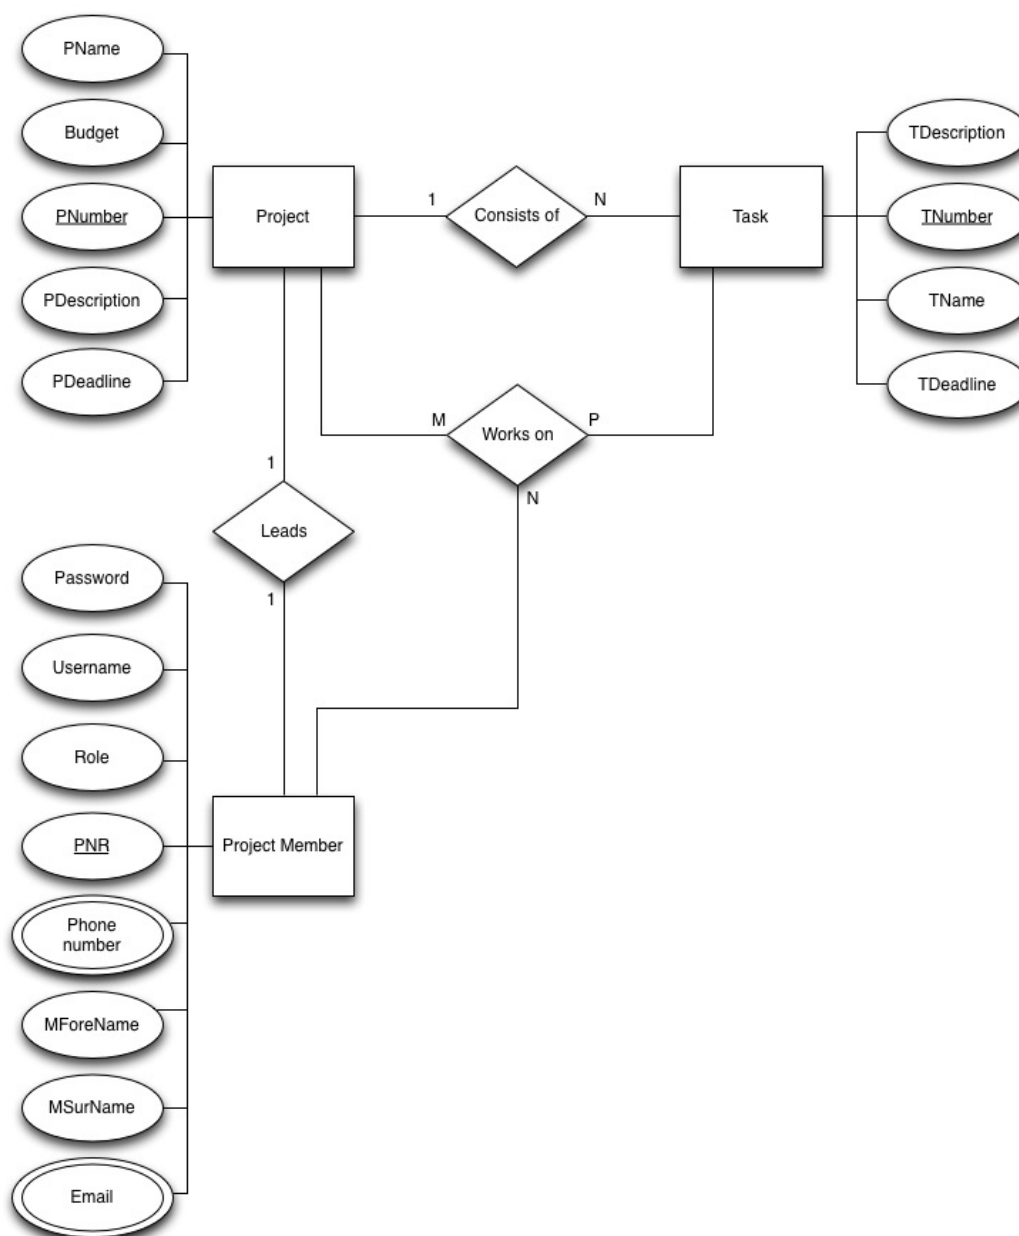 PName
Budget
PNumber
PDescription
PDeadline
Project
1
Consists of
N
Task
TDescription
TNumber
TName
TDeadline
M
Works on
P
N
1
Leads
1
Password
Username
Role
PNR
Phone
number
MForeName
MSurName
Email
Project Member